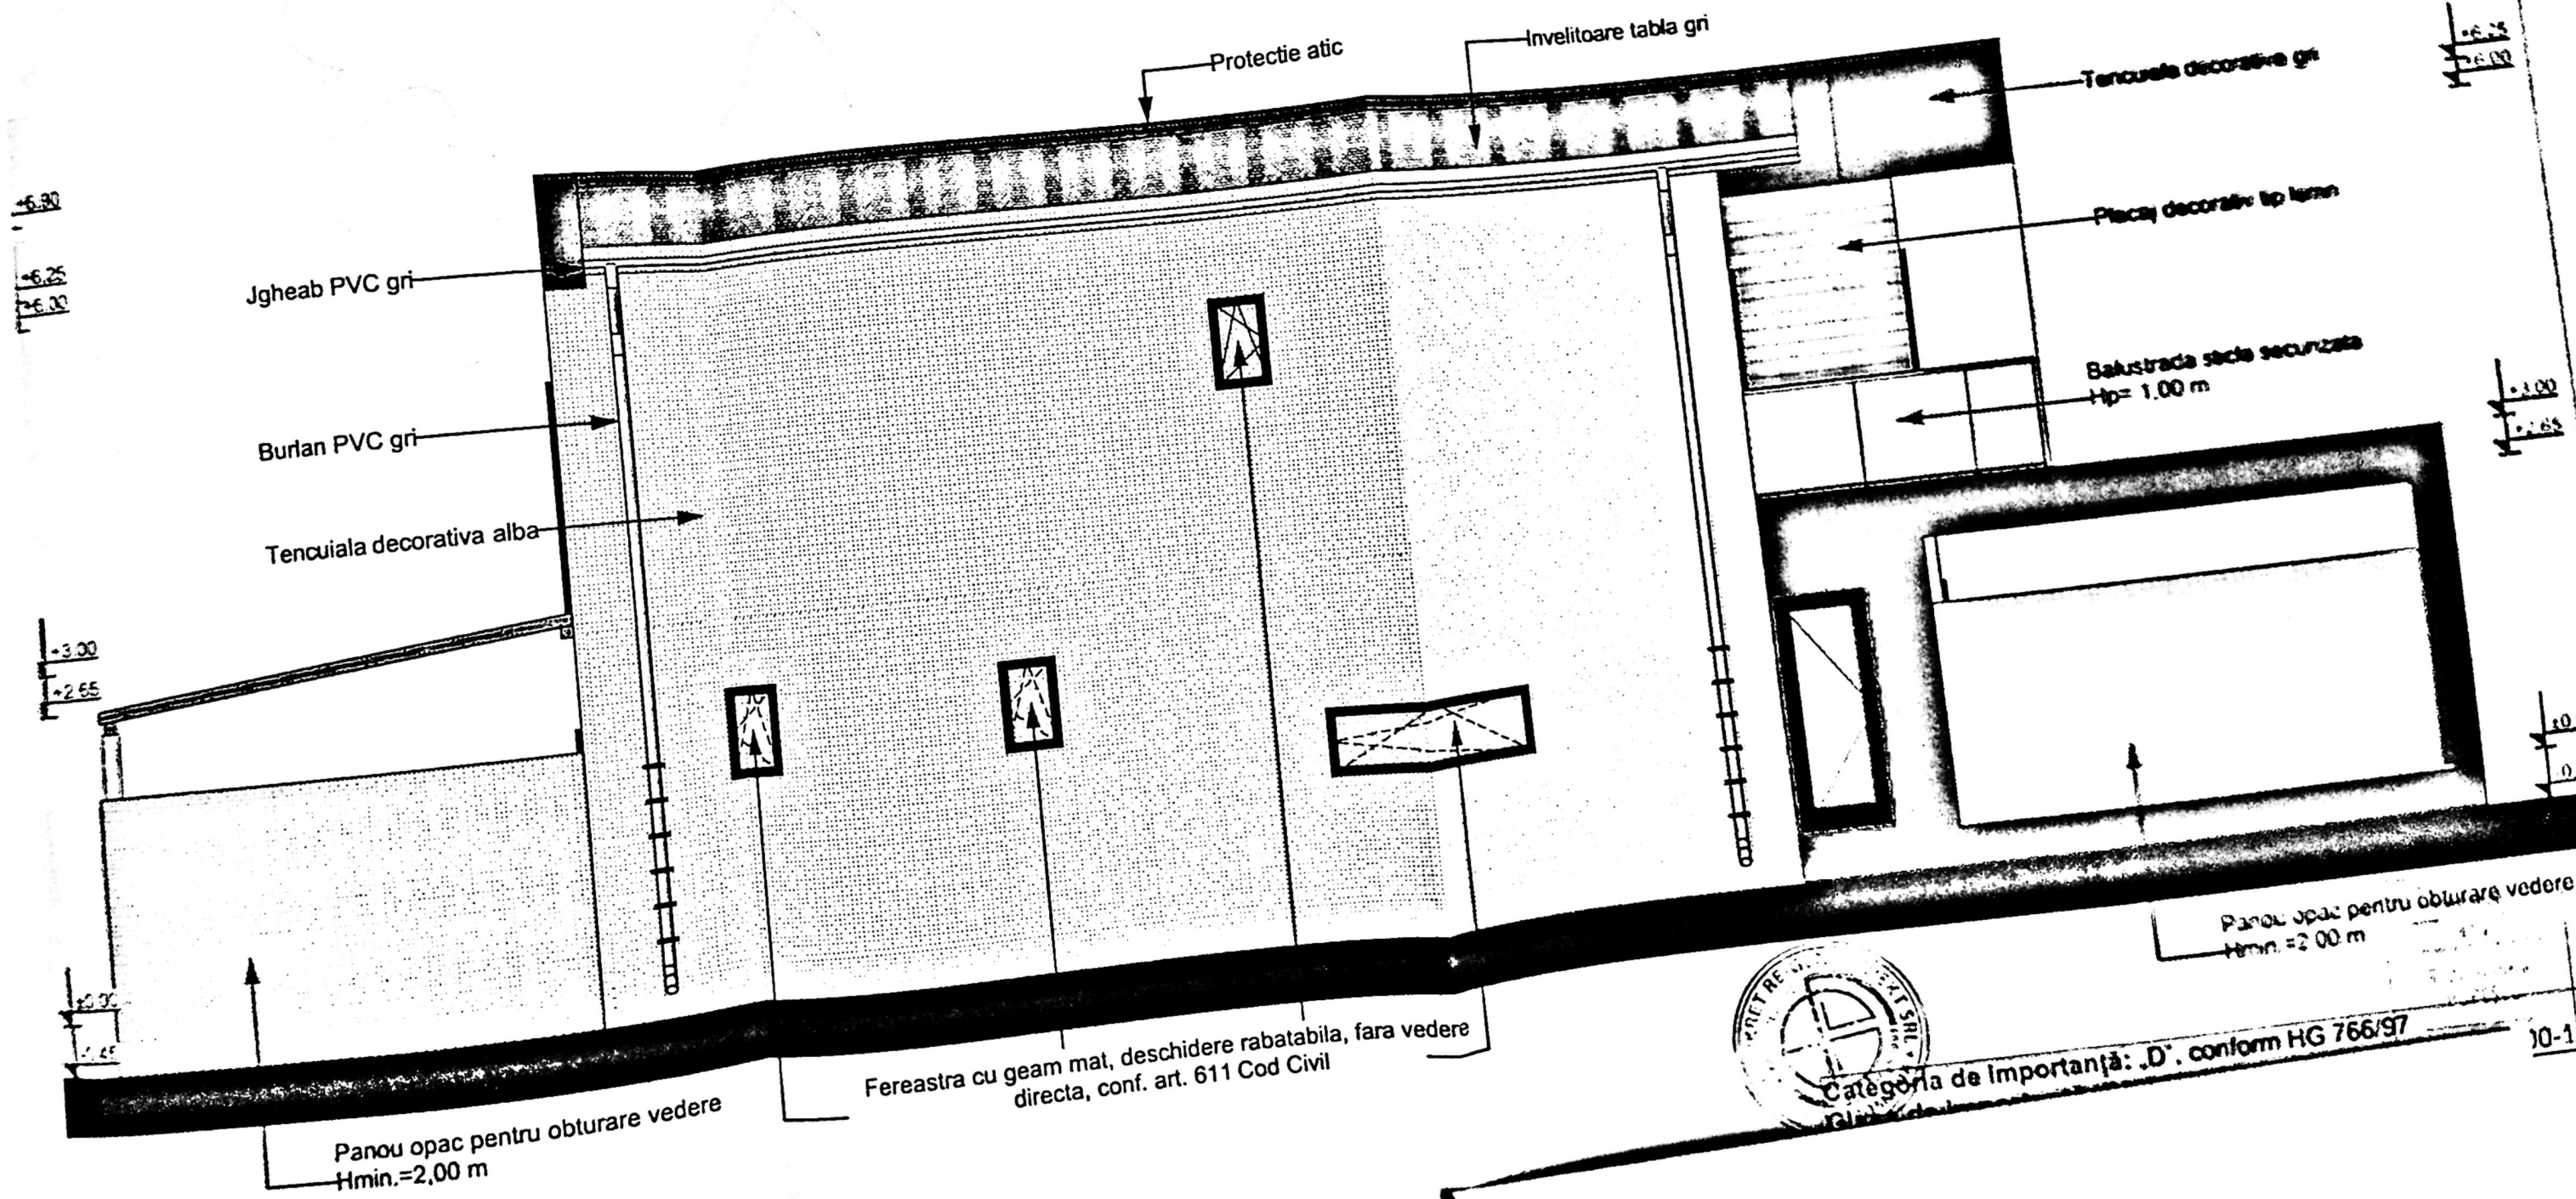 Protectie atic
Invelitoare tabla gri
Tencuiala decorativa gri
+6.25
+6.00
+6.90
+6.25
+6.00
Jgheab PVC gri
Placaj decorativ tip lemn
Balustrada sticla securizata
Hp= 1.00 m
+3.00
+2.65
Burlan PVC gri
Tencuiala decorativa alba
+3.00
+2.65
±0.00
Panou opac pentru obturare vedere
Hmin.=2.00 m
Fereastra cu geam mat, deschidere rabatabila, fara vedere
directa, conf. art. 611 Cod Civil
Panou opac pentru obturare vedere
Hmin.=2,00 m
Categoria de importanţă: „D”. conform HG 766/97